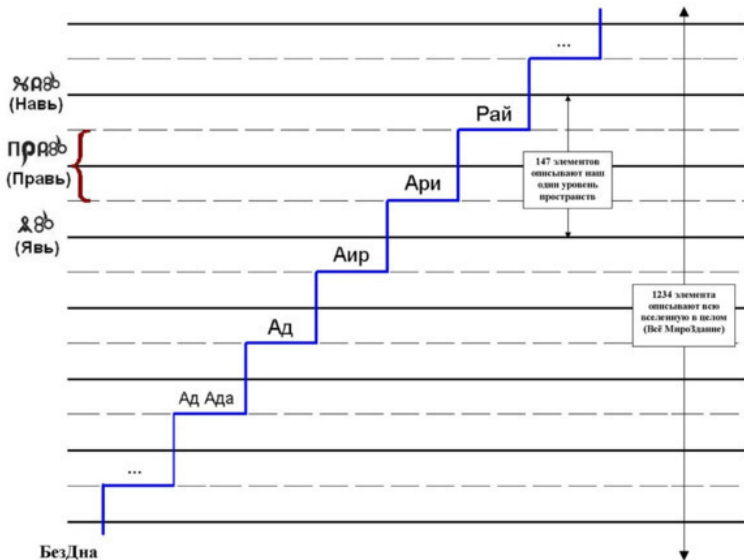 ...
(Навь)
Рай
(Правь)
147 элементов
описывают наш
один уровень
пространств
Ари
(Явь)
Аир
1234 элемента
описывают всю
вселенную в целом
(Всё МироЗдание)
Ад
Ад Ада
...
БезДна